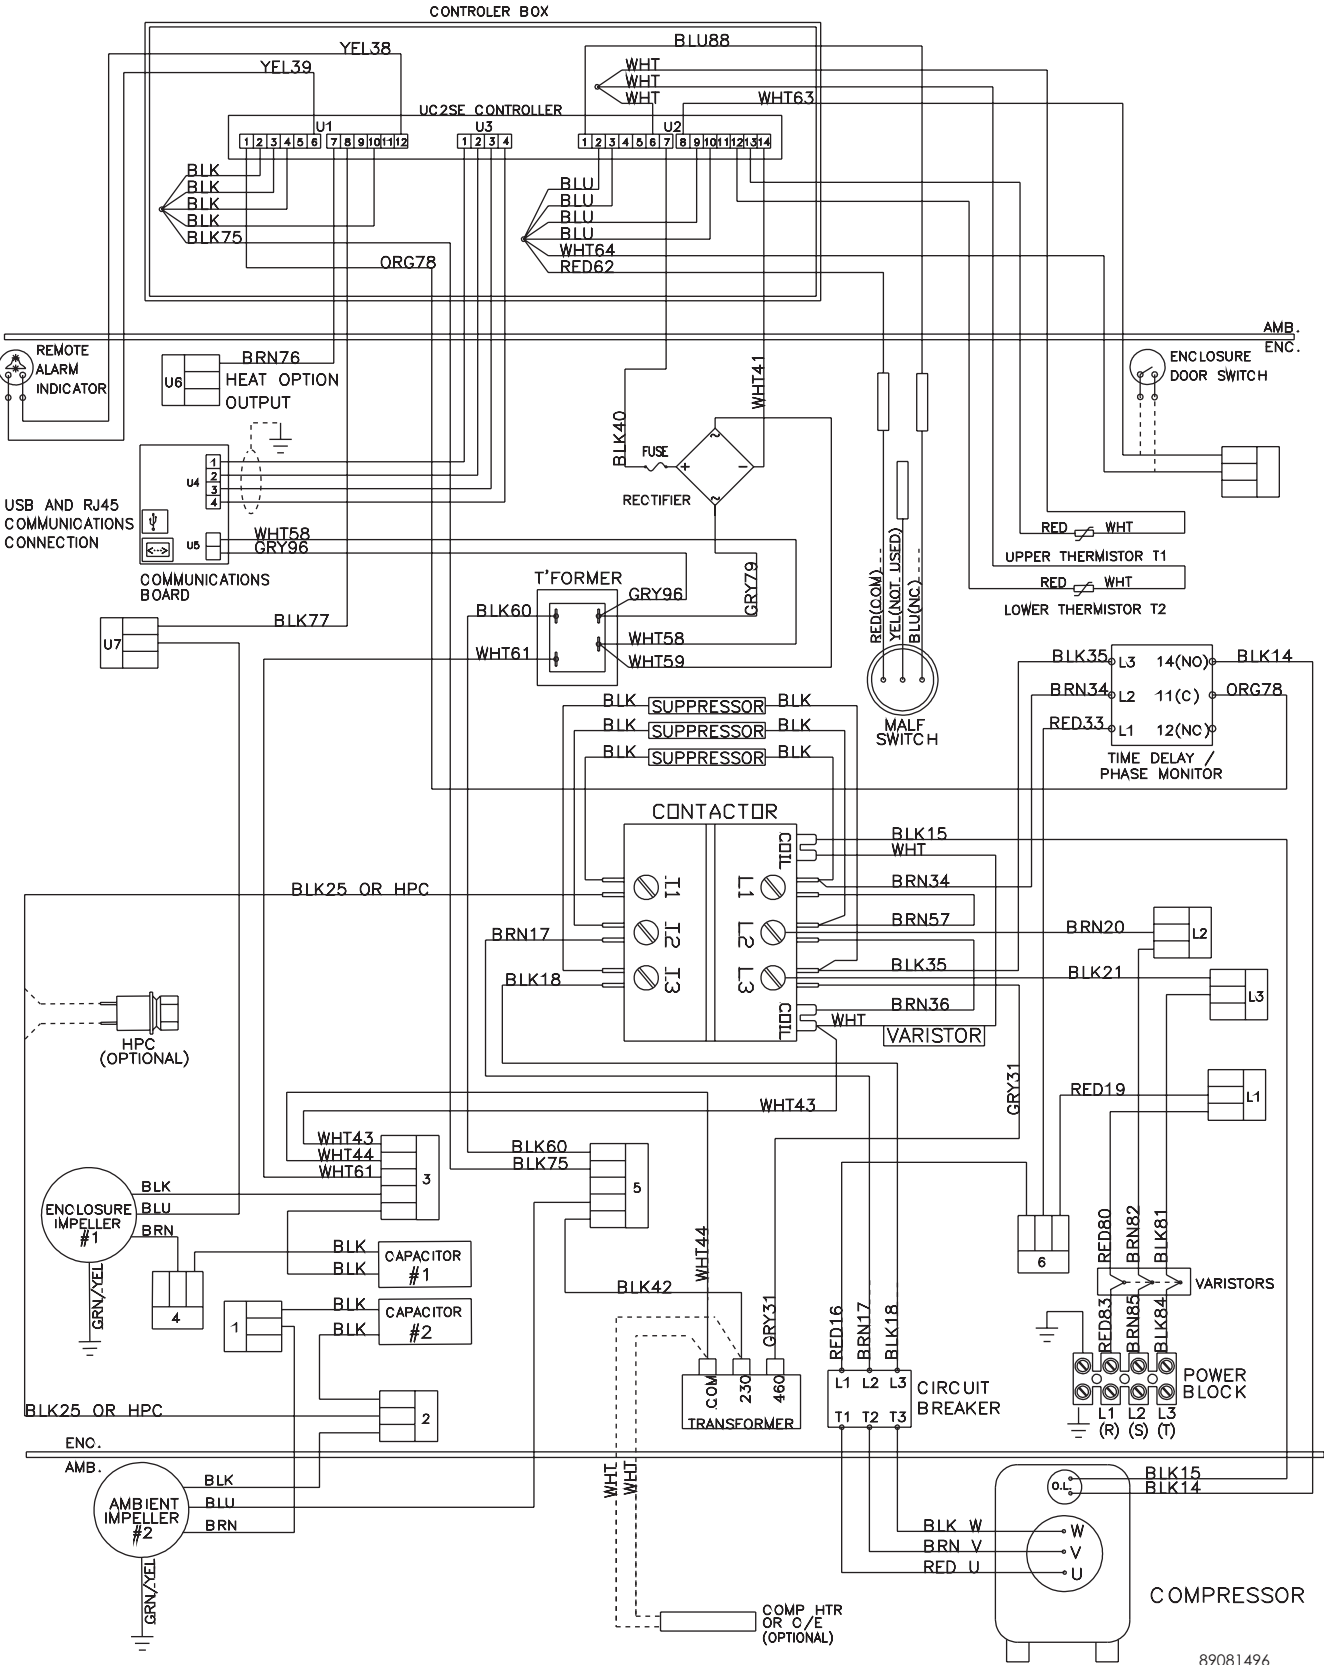 CONTROLER BOX
BLU88
YEL38
YEL39
WHT
WHT
WHT
WHT63
UC2SE CONTROLLER
U1
U3
U2
1 2 3 4 5 6 7 8 9 10 11 12
1 2 3 4
1 2 3 4 5 6 7 8 9 10 11 12 13 14
BLK
BLK
BLK
BLK
BLK75
ORG78
BLU
BLU
BLU
BLU
WHT64
RED62
AMB.
ENC.
REMOTE
ALARM
INDICATOR
U6
BRN76
HEAT OPTION
OUTPUT
BLK40
FUSE
WHT41
RECTIFIER
+
-
~
~
ENCLOSURE
DOOR SWITCH
USB AND RJ45
COMMUNICATIONS
CONNECTION
U4
1
2
3
4
U5
WHT58
GRY96
COMMUNICATIONS
BOARD
RED WHT
UPPER THERMISTOR T1
RED WHT
LOWER THERMISTOR T2
T'FORMER
GRY96
GRY79
BLK60
WHT58
WHT61
WHT59
RED(COM)
YEL(NOT USED)
BLU(NC)
MALF
SWITCH
U7
BLK77
BLK35 L3 14(NO) BLK14
BRN34 L2 11(C) ORG78
RED33 L1 12(NC)
TIME DELAY /
PHASE MONITOR
BLK SUPPRESSOR BLK
BLK SUPPRESSOR BLK
BLK SUPPRESSOR BLK
CONTACTOR
COIL
BLK15
WHT
BLK25 OR HPC
T1
L1
BRN34
BRN57
BRN17
T2
L2
BRN20
L2
BLK35
BLK18
T3
L3
BLK21
L3
BRN36
COIL
WHT
VARISTOR
HPC
(OPTIONAL)
GRY31
RED19
L1
WHT43
WHT43
WHT44
WHT61
3
BLK60
BLK75
5
ENCLOSURE
IMPELLER
#1
BLK
BLU
BRN
GRN/YEL
4
BLK
BLK
CAPACITOR
#1
1
BLK
BLK
CAPACITOR
#2
BLK42
WHT44
GRY31
RED16
BRN17
BLK18
6
RED80
BRN82
BLK81
VARISTORS
RED83
BRN85
BLK84
POWER
BLOCK
L1 L2 L3
(R) (S) (T)
COM
230
460
TRANSFORMER
L1 L2 L3
T1 T2 T3
CIRCUIT
BREAKER
BLK25 OR HPC
2
ENC.
AMB.
AMBIENT
IMPELLER
#2
BLK
BLU
BRN
GRN/YEL
WHT
WHT
O.L.
BLK15
BLK14
BLK W W
BRN V V
RED U U
COMPRESSOR
COMP HTR
OR O/E
(OPTIONAL)
89081496